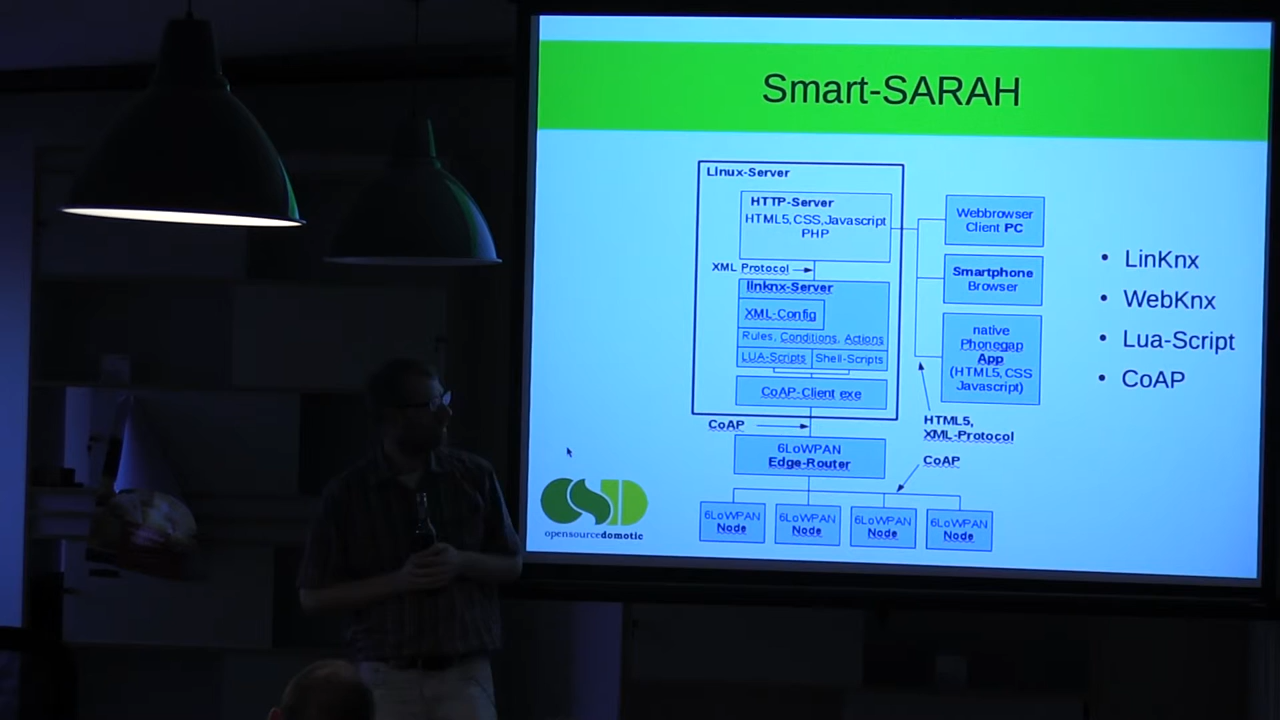 Smart-SARAH
Linux-Server
HTTP-Server
HTML5,CSS,Javascript
PHP
XML Protocol
linknx-Server
XML-Config
Rules, Conditions, Actions
LUA-Scripts
Shell-Scripts
CoAP-Client exe
CoAP
6LoWPAN
Edge-Router
6LoWPAN
Node
6LoWPAN
Node
6LoWPAN
Node
6LoWPAN
Node
Webbrowser
Client PC
Smartphone
Browser
native
Phonegap
App
(HTML5,CSS
Javascript)
HTML5,
XML-Protocol
CoAP
• LinKnx
• WebKnx
• Lua-Script
• CoAP
OSD
opensourcedomotic